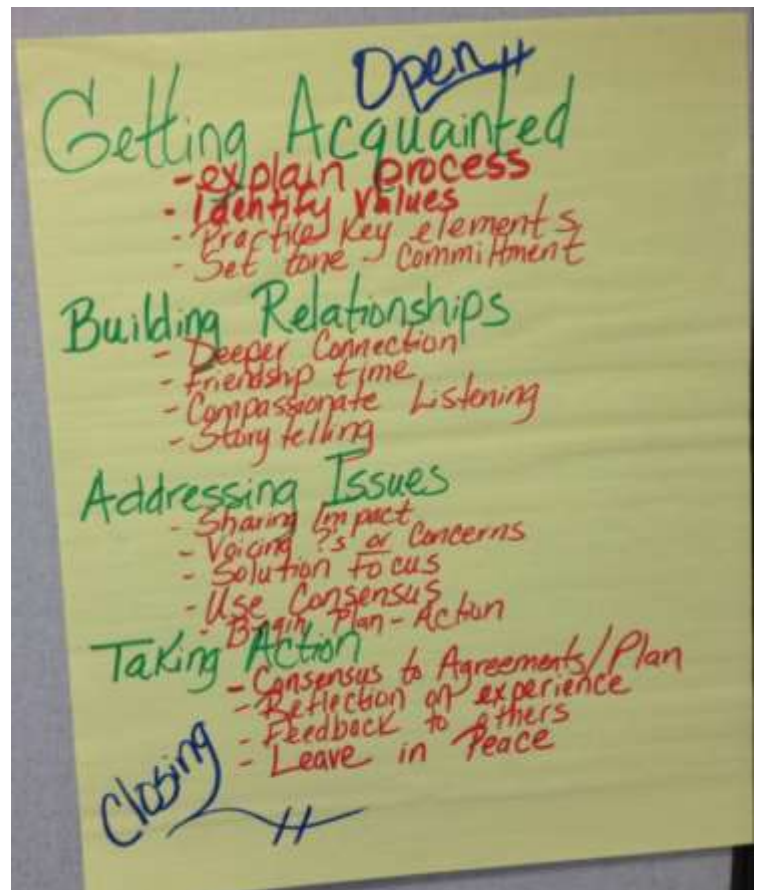 Open
Getting Acquainted
- explain process
- Identify Values
- Practice Key elements
- Set tone - Commitment
Building Relationships
- Deeper Connection
- Friendship time
- Compassionate Listening
- Story telling
Addressing Issues
- Sharing Impact
- Voicing ?'s or Concerns
- Solution Focus
- Use Consensus
- Begin Plan - Action
Taking Action
- Consensus to Agreements/Plan
- Reflection on experience
- Feedback to others
- Leave in Peace
Closing